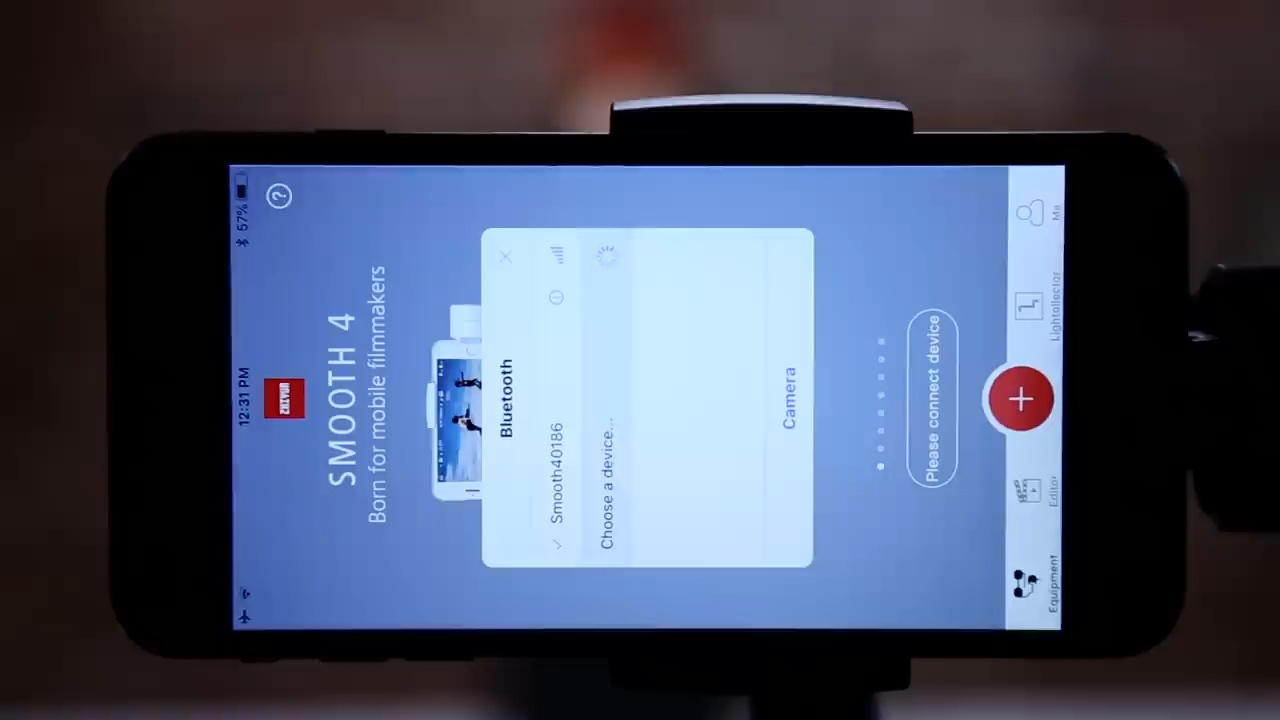 12:31 PM
57%
ZHIYUN
SMOOTH 4
Born for mobile filmmakers
Bluetooth
Smooth40186
Choose a device...
Camera
Please connect device
Equipment
Editor
Lightallector
Me